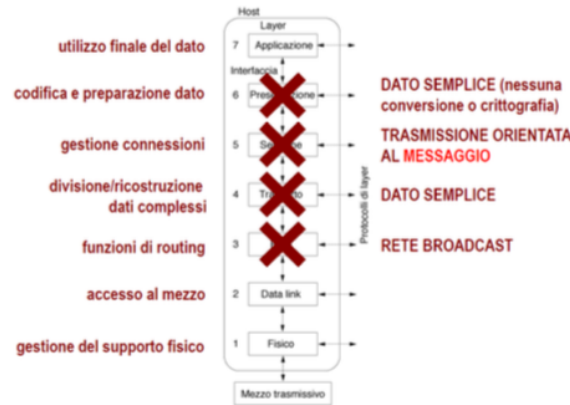 Host
Layer
utilizzo finale del dato
7 Applicazione
Interfaccia
codifica e preparazione dato
6
DATO SEMPLICE (nessuna
conversione o crittografia)
gestione connessioni
5
TRASMISSIONE ORIENTATA
AL MESSAGGIO
divisione/ricostruzione
dati complessi
4
DATO SEMPLICE
Protocolli di layer
funzioni di routing
3
RETE BROADCAST
accesso al mezzo
2 Data link
gestione del supporto fisico
1 Fisico
Mezzo trasmissivo